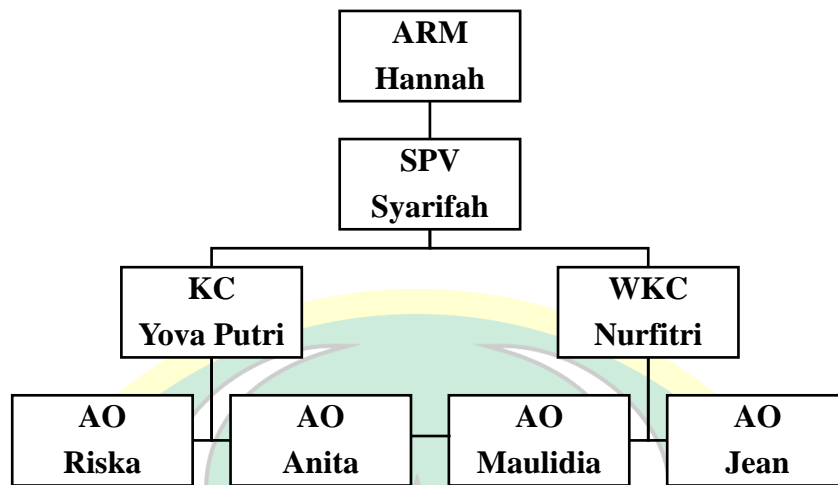 ARM
Hannah
SPV
Syarifah
KC
Yova Putri
WKC
Nurfitri
AO
Riska
AO
Anita
AO
Maulidia
AO
Jean